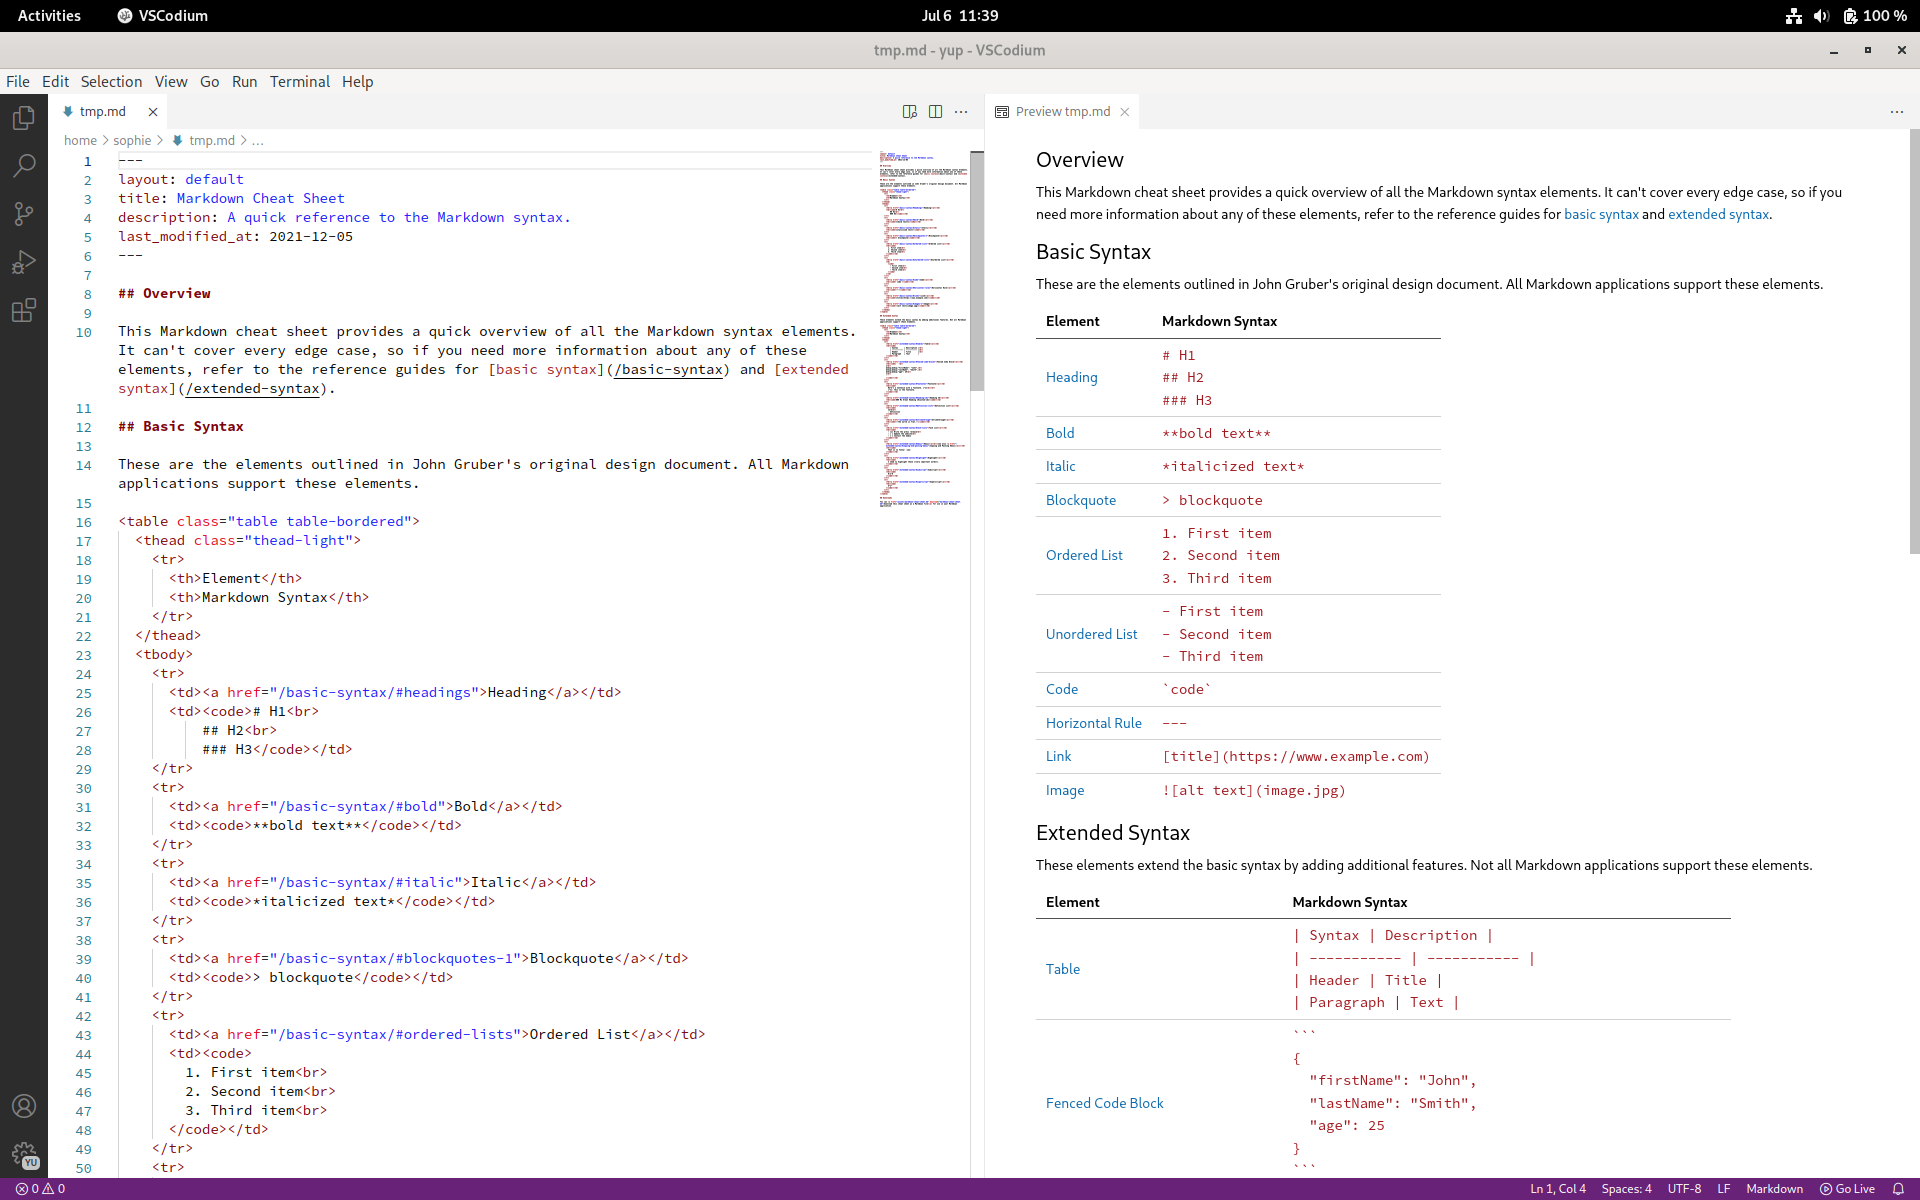 Activities VSCodium Jul 6 11:39 100 %
tmp.md - yup - VSCodium
File Edit Selection View Go Run Terminal Help
tmp.md
home > sophie > tmp.md > ...
1 ---
2 layout: default
3 title: Markdown Cheat Sheet
4 description: A quick reference to the Markdown syntax.
5 last_modified_at: 2021-12-05
6 ---
7
8 ## Overview
9
10 This Markdown cheat sheet provides a quick overview of all the Markdown syntax elements.
It can't cover every edge case, so if you need more information about any of these
elements, refer to the reference guides for [basic syntax](/basic-syntax) and [extended
syntax](/extended-syntax).
11
12 ## Basic Syntax
13
14 These are the elements outlined in John Gruber's original design document. All Markdown
applications support these elements.
15
16 <table class="table table-bordered">
17 <thead class="thead-light">
18 <tr>
19 <th>Element</th>
20 <th>Markdown Syntax</th>
21 </tr>
22 </thead>
23 <tbody>
24 <tr>
25 <td><a href="/basic-syntax/#headings">Heading</a></td>
26 <td><code># H1<br>
27 ## H2<br>
28 ### H3</code></td>
29 </tr>
30 <tr>
31 <td><a href="/basic-syntax/#bold">Bold</a></td>
32 <td><code>**bold text**</code></td>
33 </tr>
34 <tr>
35 <td><a href="/basic-syntax/#italic">Italic</a></td>
36 <td><code>*italicized text*</code></td>
37 </tr>
38 <tr>
39 <td><a href="/basic-syntax/#blockquotes-1">Blockquote</a></td>
40 <td><code>> blockquote</code></td>
41 </tr>
42 <tr>
43 <td><a href="/basic-syntax/#ordered-lists">Ordered List</a></td>
44 <td><code>
45 1. First item<br>
46 2. Second item<br>
47 3. Third item<br>
48 </code></td>
49 </tr>
50 <tr>
Preview tmp.md
Overview
This Markdown cheat sheet provides a quick overview of all the Markdown syntax elements. It can't cover every edge case, so if you
need more information about any of these elements, refer to the reference guides for basic syntax and extended syntax.
Basic Syntax
These are the elements outlined in John Gruber's original design document. All Markdown applications support these elements.
Element Markdown Syntax
Heading
# H1
## H2
### H3
Bold **bold text**
Italic *italicized text*
Blockquote > blockquote
Ordered List
1. First item
2. Second item
3. Third item
Unordered List
- First item
- Second item
- Third item
Code `code`
Horizontal Rule ---
Link [title](https://www.example.com)
Image ![alt text](image.jpg)
Extended Syntax
These elements extend the basic syntax by adding additional features. Not all Markdown applications support these elements.
Element Markdown Syntax
Table
| Syntax | Description |
| ----------- | ----------- |
| Header | Title |
| Paragraph | Text |
Fenced Code Block
```
{
"firstName": "John",
"lastName": "Smith",
"age": 25
}
```
YU
0 0 Ln 1, Col 4 Spaces: 4 UTF-8 LF Markdown Go Live